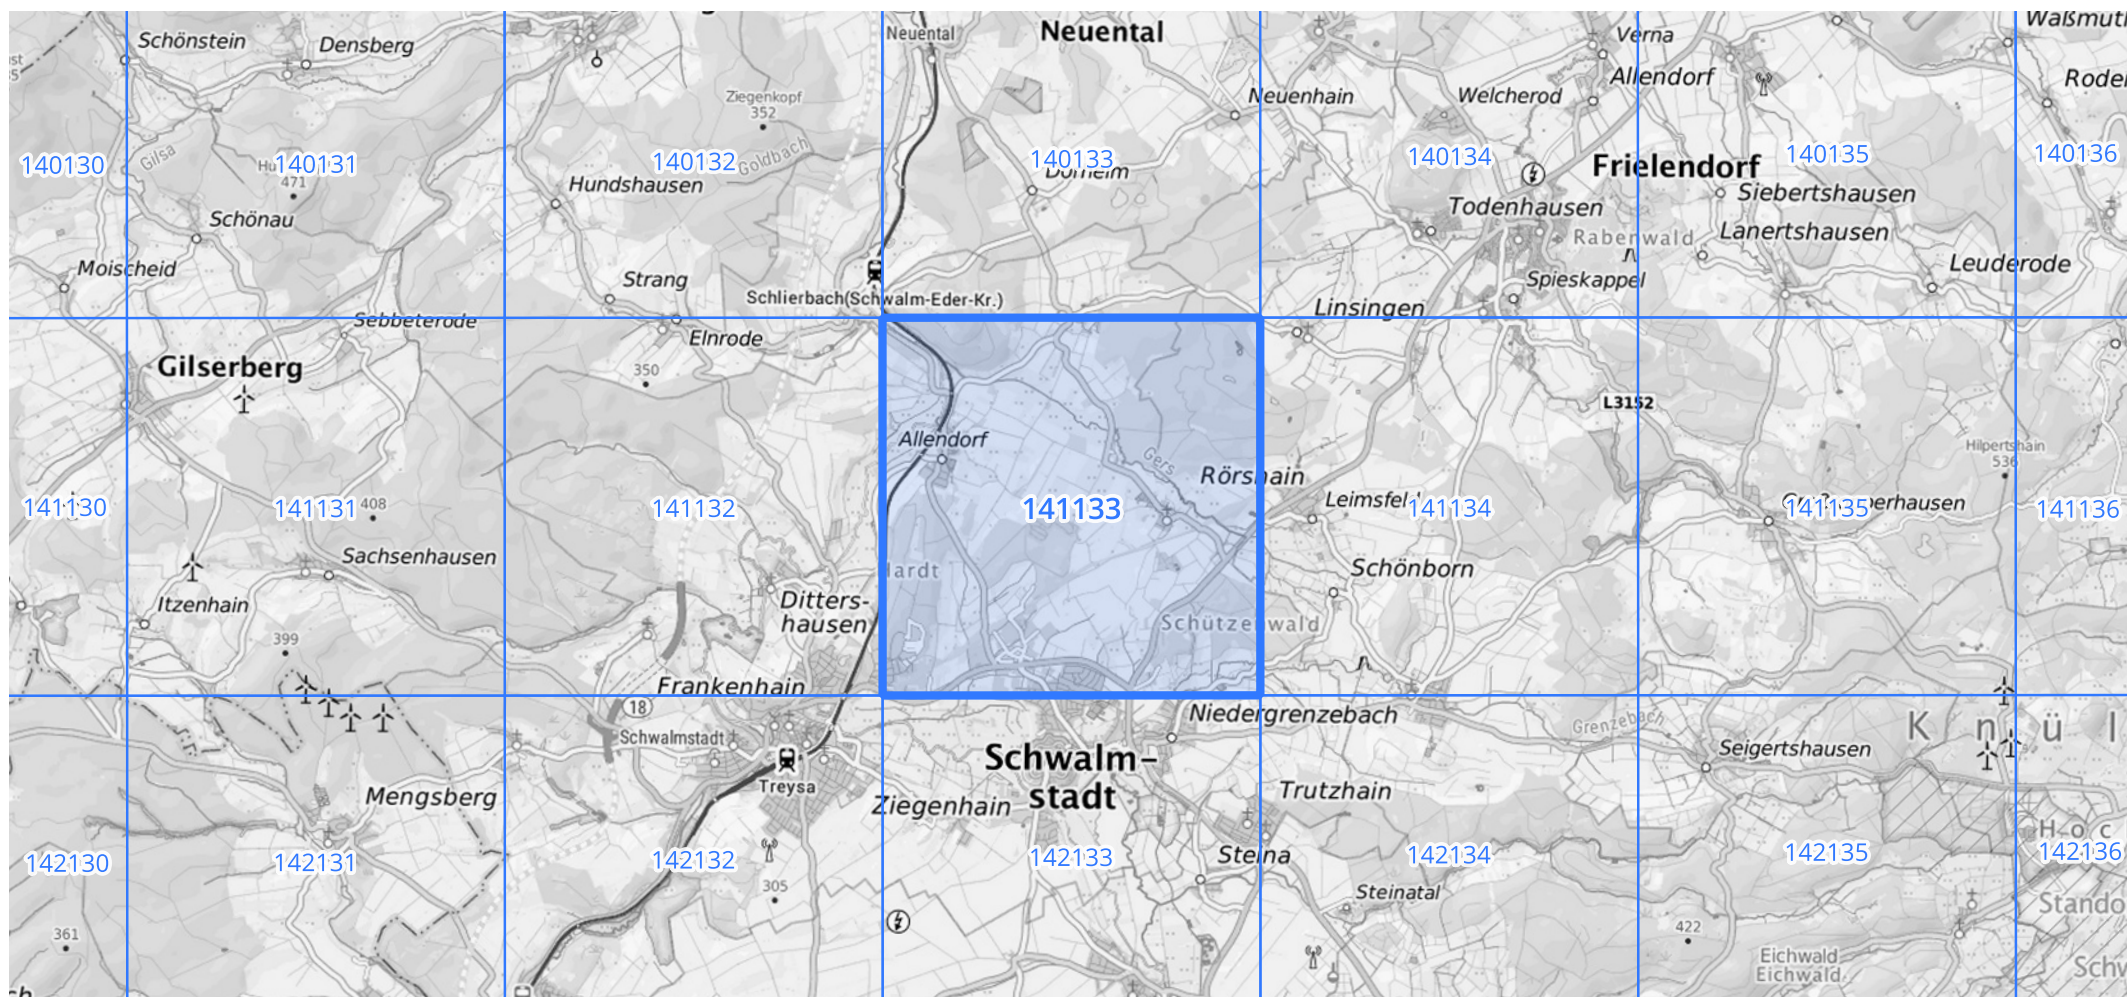 Schönstein
Densberg
Neuental
Neuental
Verna
Allendorf
Ziegenkopf
352
Neuenhain
Welcherod
Gilsa
140130
140131
471
140132
Goldbach
140133
Dorheim
140134
Frielendorf
140135
140136
Hundshausen
Schönau
Todenhausen
Siebertshausen
Rabenwald
Lanertshausen
Moischeid
Strang
Spieskappel
Leuderode
Schlierbach(Schwalm-Eder-Kr.)
Linsingen
Sebbeterode
Elnrode
Gilserberg
350
L3152
Allendorf
Hilpertshain
536
Gers
Rörshain
Leimsfeld
141130
141131
408
141132
141133
141134
141135
141136
Sachsenhausen
Schönborn
Itzenhain
Ditters-
hausen
Schützenwald
399
Frankenhain
18
Schwalmstadt
Niedergrenzebach
Grenzebach
K n ü l
Seigertshausen
Schwalm-
stadt
Treysa
Mengsberg
Ziegenhain
Trutzhain
H o c
142130
142131
142132
142133
Steina
142134
142135
142136
305
Steinatal
Stando
361
422
Eichwald
Eichwald
Schw